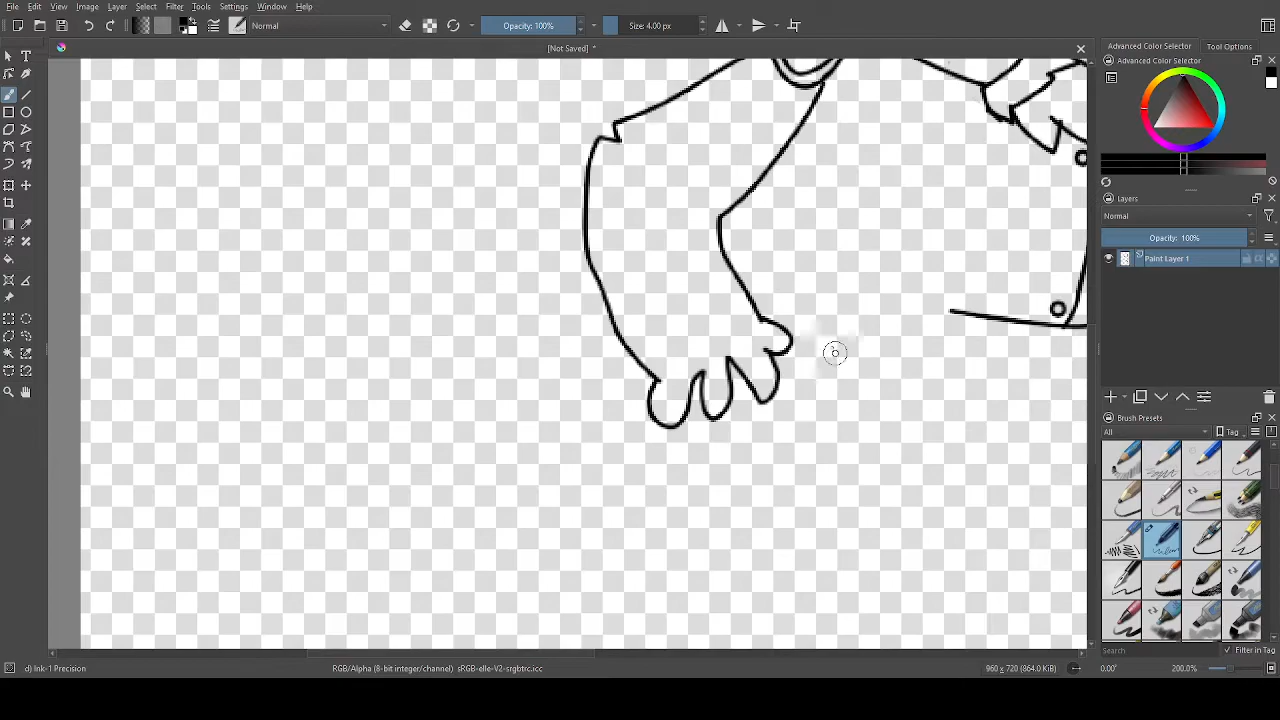 File Edit View Image Layer Select Filter Tools Settings Window Help
Normal Opacity: 100% Size: 4.00 px
[Not Saved] *
Advanced Color Selector Tool Options
Advanced Color Selector
Layers
Normal
Opacity: 100%
Paint Layer 1
Brush Presets
All Tag
Search Filter in Tag
d) Ink-1 Precision RGB/Alpha (8-bit integer/channel) sRGB-elle-V2-srgbtrc.icc 960 x 720 (864.0 KiB) 0.00° 200.0%